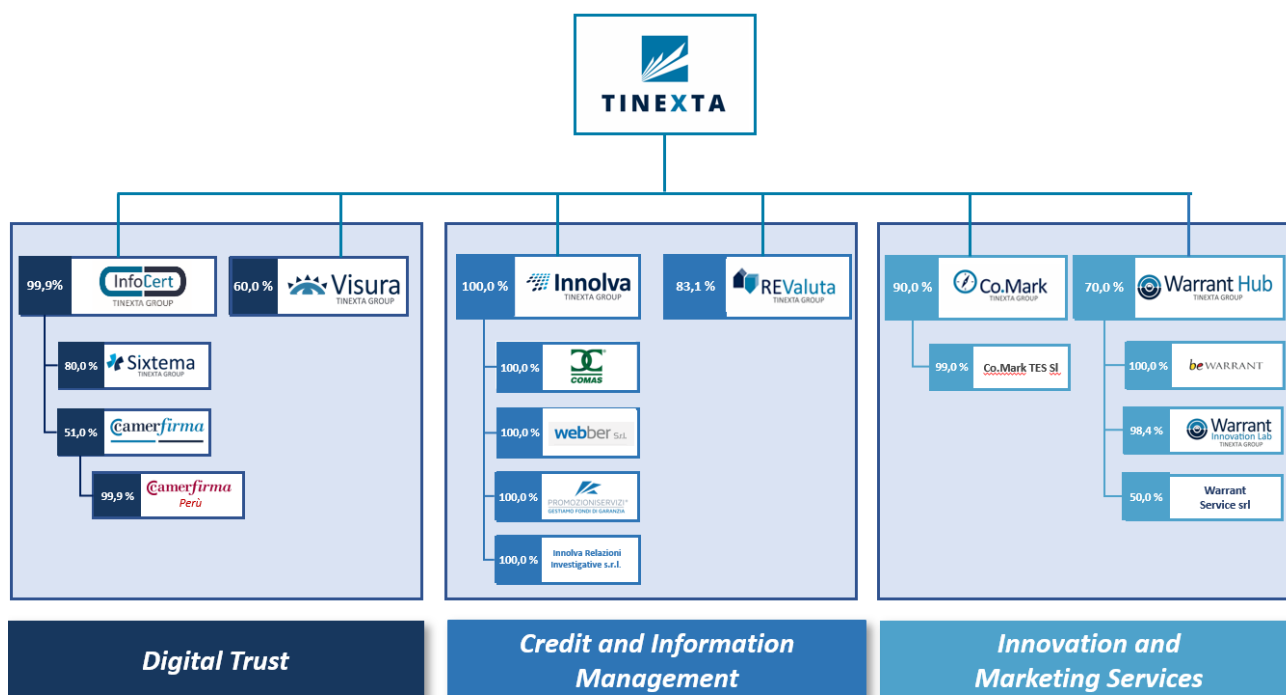 TINEXTA
99,9%
InfoCert
TINEXTA GROUP
80,0 %
Sixtema
TINEXTA GROUP
51,0 %
Camerfirma
99,9 %
Camerfirma
Perù
60,0 %
Visura
TINEXTA GROUP
100,0 %
Innolva
TINEXTA GROUP
100,0 %
COMAS
100,0 %
webber S.r.l.
100,0 %
PROMOZIONISERVIZI®
GESTIAMO FONDI DI GARANZIA
100,0 %
Innolva Relazioni
Investigative s.r.l.
83,1 %
REValuta
TINEXTA GROUP
90,0 %
Co.Mark
TINEXTA GROUP
99,0 %
Co.Mark TES Sl
70,0 %
Warrant Hub
TINEXTA GROUP
100,0 %
beWARRANT
98,4 %
Warrant
Innovation Lab
TINEXTA GROUP
50,0 %
Warrant
Service srl
Digital Trust
Credit and Information
Management
Innovation and
Marketing Services